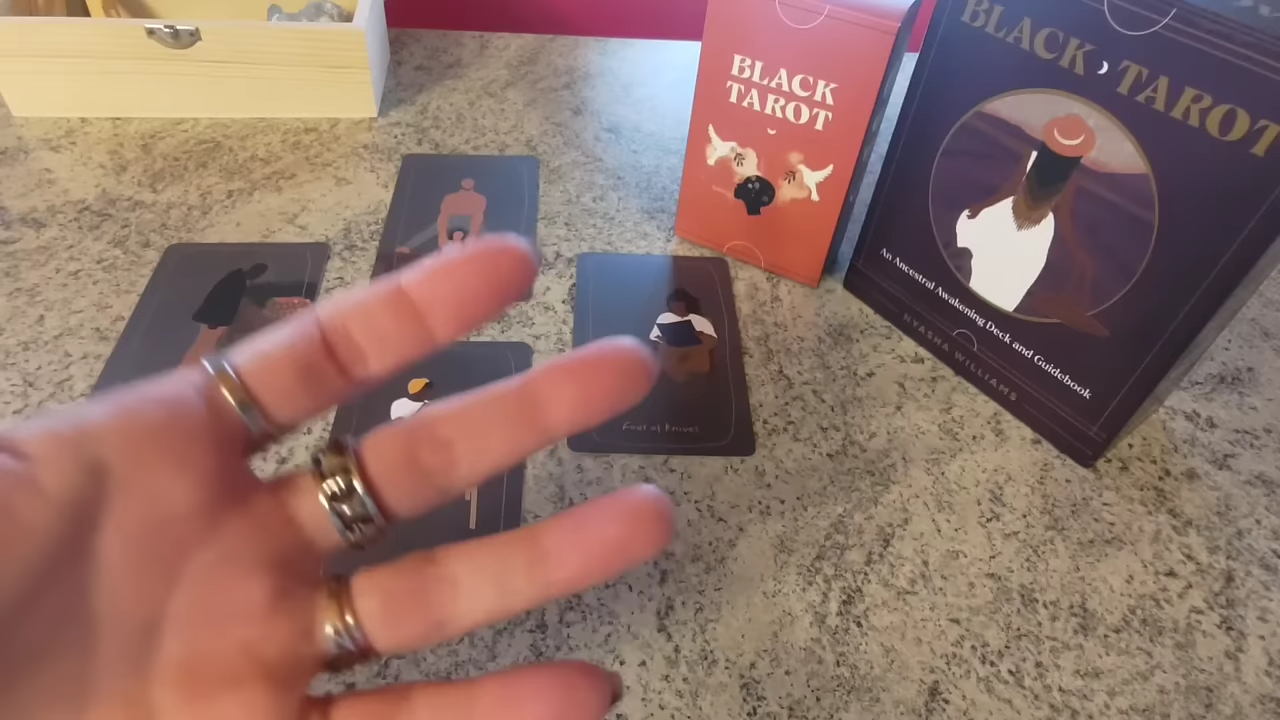 BLACK
TAROT
BLACK TAROT
An Ancestral Awakening Deck and Guidebook
NYASHA WILLIAMS
Four of Knives